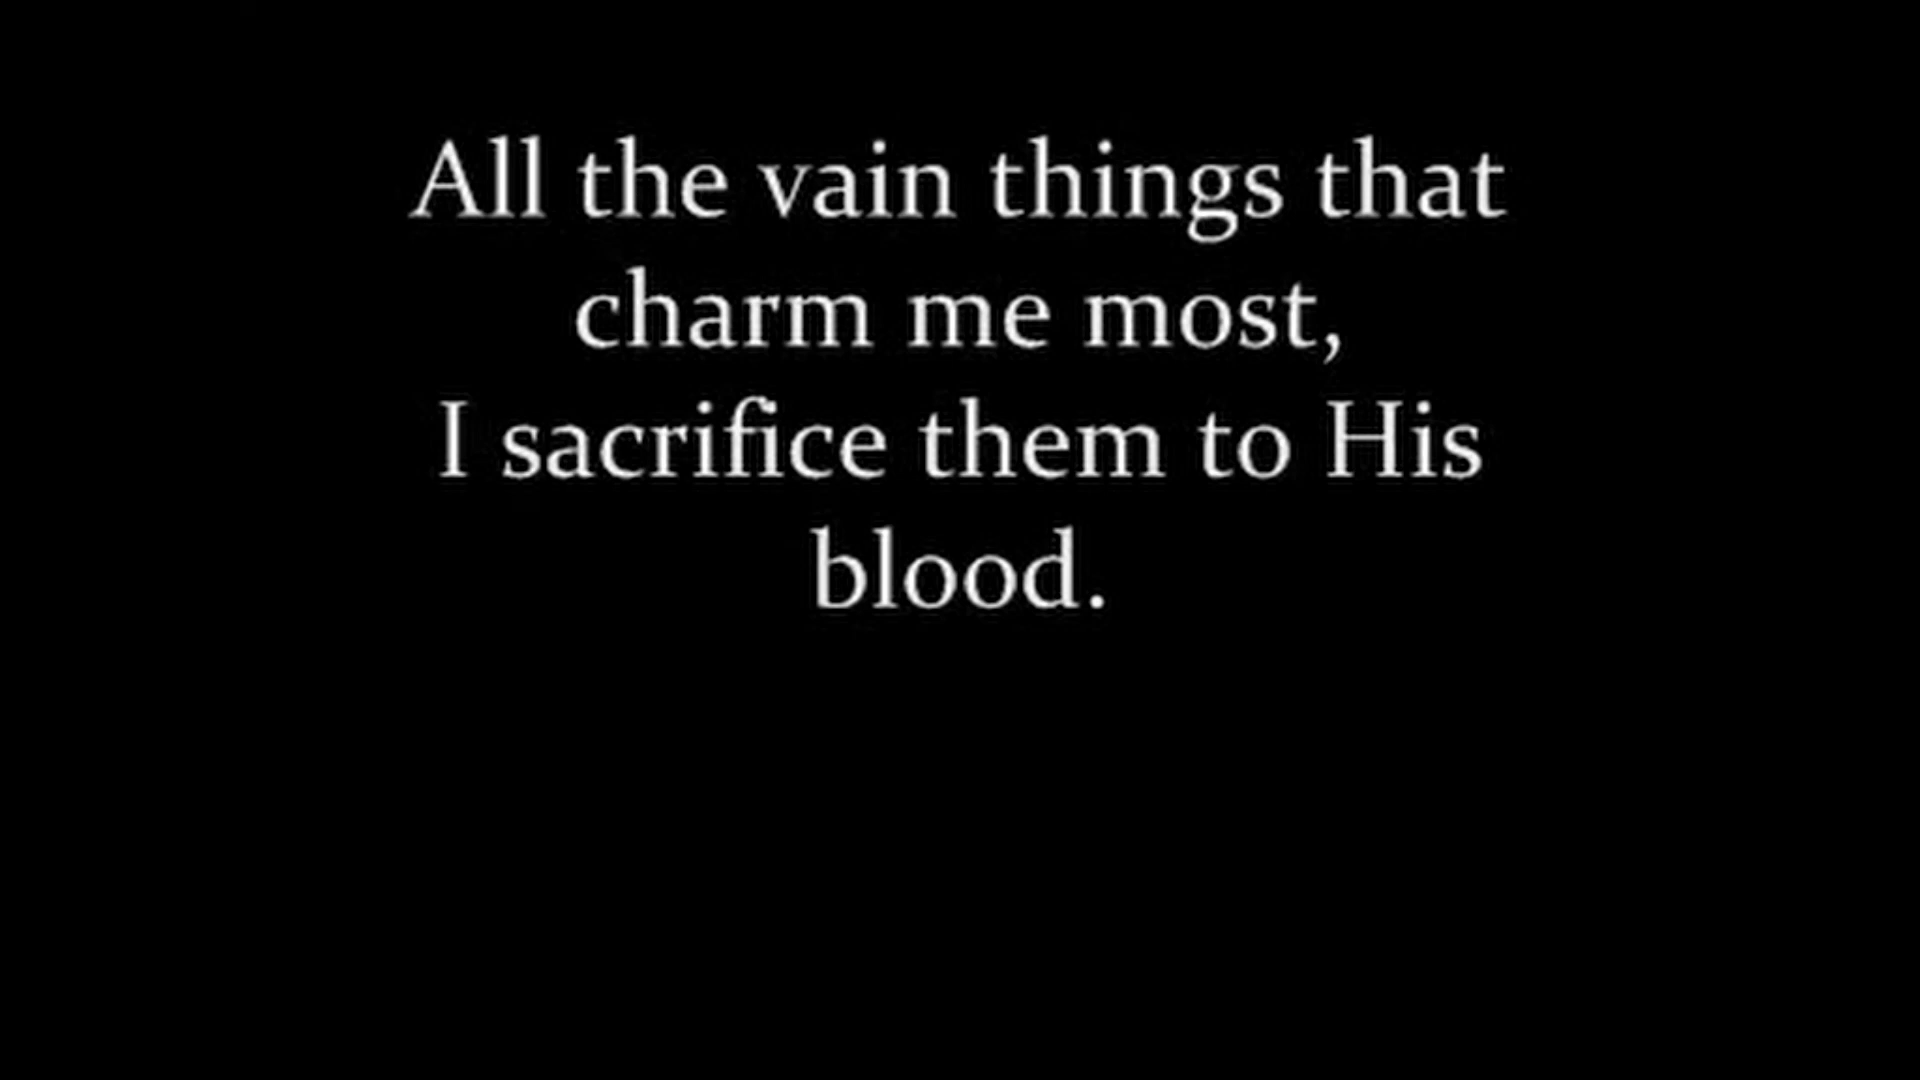 All the vain things that
charm me most,
I sacrifice them to His
blood.